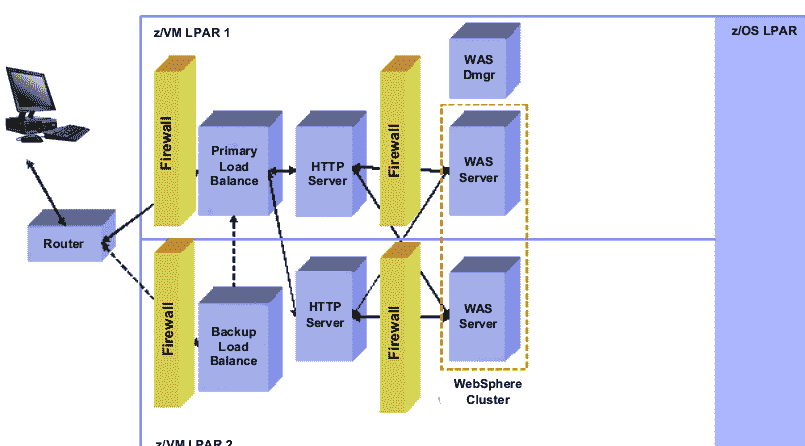 z/VM LPAR 1
z/OS LPAR
WAS
Dmgr
Firewall
Primary
Load
Balance
HTTP
Server
Firewall
WAS
Server
Router
Firewall
Backup
Load
Balance
HTTP
Server
Firewall
WAS
Server
WebSphere
Cluster
z/VM LPAR 2